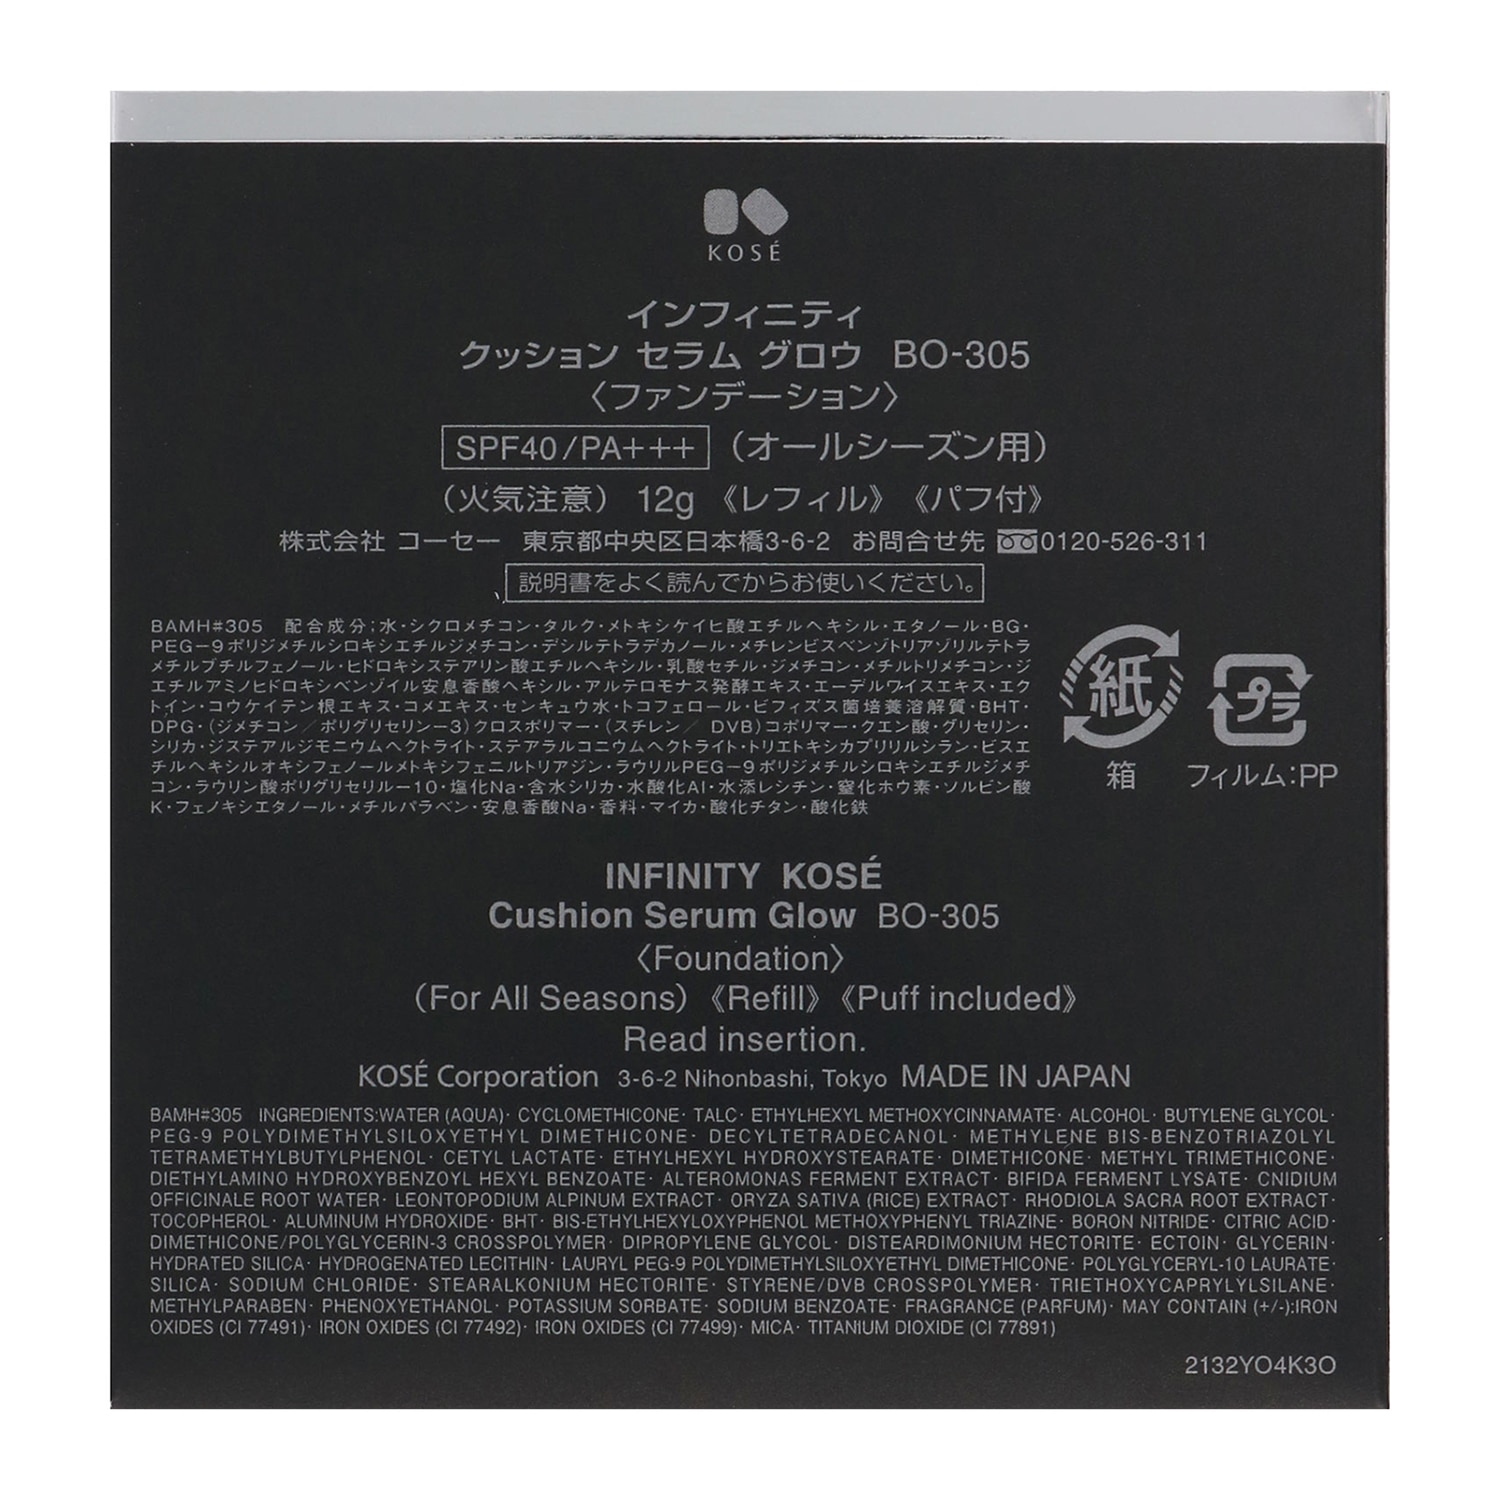 KOSÉ
インフィニティ
クッション セラム グロウ BO-305
〈ファンデーション〉
SPF40/PA+++ （オールシーズン用）
（火気注意） 12g 《レフィル》《パフ付》
株式会社 コーセー 東京都中央区日本橋3-6-2 お問合せ先 0120-526-311
説明書をよく読んでからお使いください。
BAMH#305 配合成分;水・シクロメチコン・タルク・メトキシケイヒ酸エチルヘキシル・エタノール・BG・
PEG-9ポリジメチルシロキシエチルジメチコン・デシルテトラデカノール・メチレンビスベンゾトリアゾリルテトラ
メチルブチルフェノール・ヒドロキシステアリン酸エチルヘキシル・乳酸セチル・ジメチコン・メチルトリメチコン・ジ
エチルアミノヒドロキシベンゾイル安息香酸ヘキシル・アルテロモナス発酵エキス・エーデルワイスエキス・エク
トイン・コウケイテン根エキス・コメエキス・センキュウ水・トコフェロール・ビフィズス菌培養溶解質・BHT・
DPG・(ジメチコン/ポリグリセリン-3)クロスポリマー・(スチレン/DVB)コポリマー・クエン酸・グリセリン・
シリカ・ジステアルジモニウムヘクトライト・ステアラルコニウムヘクトライト・トリエトキシカプリリルシラン・ビスエ
チルヘキシルオキシフェノールメトキシフェニルトリアジン・ラウリルPEG-9ポリジメチルシロキシエチルジメチ
コン・ラウリン酸ポリグリセリル-10・塩化Na・含水シリカ・水酸化Al・水添レシチン・窒化ホウ素・ソルビン酸
K・フェノキシエタノール・メチルパラベン・安息香酸Na・香料・マイカ・酸化チタン・酸化鉄
紙
箱
プラ
フィルム:PP
INFINITY KOSÉ
Cushion Serum Glow BO-305
〈Foundation〉
（For All Seasons）《Refill》《Puff included》
Read insertion.
KOSÉ Corporation 3-6-2 Nihonbashi, Tokyo MADE IN JAPAN
BAMH#305 INGREDIENTS:WATER (AQUA)· CYCLOMETHICONE· TALC· ETHYLHEXYL METHOXYCINNAMATE· ALCOHOL· BUTYLENE GLYCOL·
PEG-9 POLYDIMETHYLSILOXYETHYL DIMETHICONE· DECYLTETRADECANOL· METHYLENE BIS-BENZOTRIAZOLYL
TETRAMETHYLBUTYLPHENOL· CETYL LACTATE· ETHYLHEXYL HYDROXYSTEARATE· DIMETHICONE· METHYL TRIMETHICONE·
DIETHYLAMINO HYDROXYBENZOYL HEXYL BENZOATE· ALTEROMONAS FERMENT EXTRACT· BIFIDA FERMENT LYSATE· CNIDIUM
OFFICINALE ROOT WATER· LEONTOPODIUM ALPINUM EXTRACT· ORYZA SATIVA (RICE) EXTRACT· RHODIOLA SACRA ROOT EXTRACT·
TOCOPHEROL· ALUMINUM HYDROXIDE· BHT· BIS-ETHYLHEXYLOXYPHENOL METHOXYPHENYL TRIAZINE· BORON NITRIDE· CITRIC ACID·
DIMETHICONE/POLYGLYCERIN-3 CROSSPOLYMER· DIPROPYLENE GLYCOL· DISTEARDIMONIUM HECTORITE· ECTOIN· GLYCERIN·
HYDRATED SILICA· HYDROGENATED LECITHIN· LAURYL PEG-9 POLYDIMETHYLSILOXYETHYL DIMETHICONE· POLYGLYCERYL-10 LAURATE·
SILICA· SODIUM CHLORIDE· STEARALKONIUM HECTORITE· STYRENE/DVB CROSSPOLYMER· TRIETHOXYCAPRYLYLSILANE·
METHYLPARABEN· PHENOXYETHANOL· POTASSIUM SORBATE· SODIUM BENZOATE· FRAGRANCE (PARFUM)· MAY CONTAIN (+/-):IRON
OXIDES (CI 77491)· IRON OXIDES (CI 77492)· IRON OXIDES (CI 77499)· MICA· TITANIUM DIOXIDE (CI 77891)
2132YO4K3O